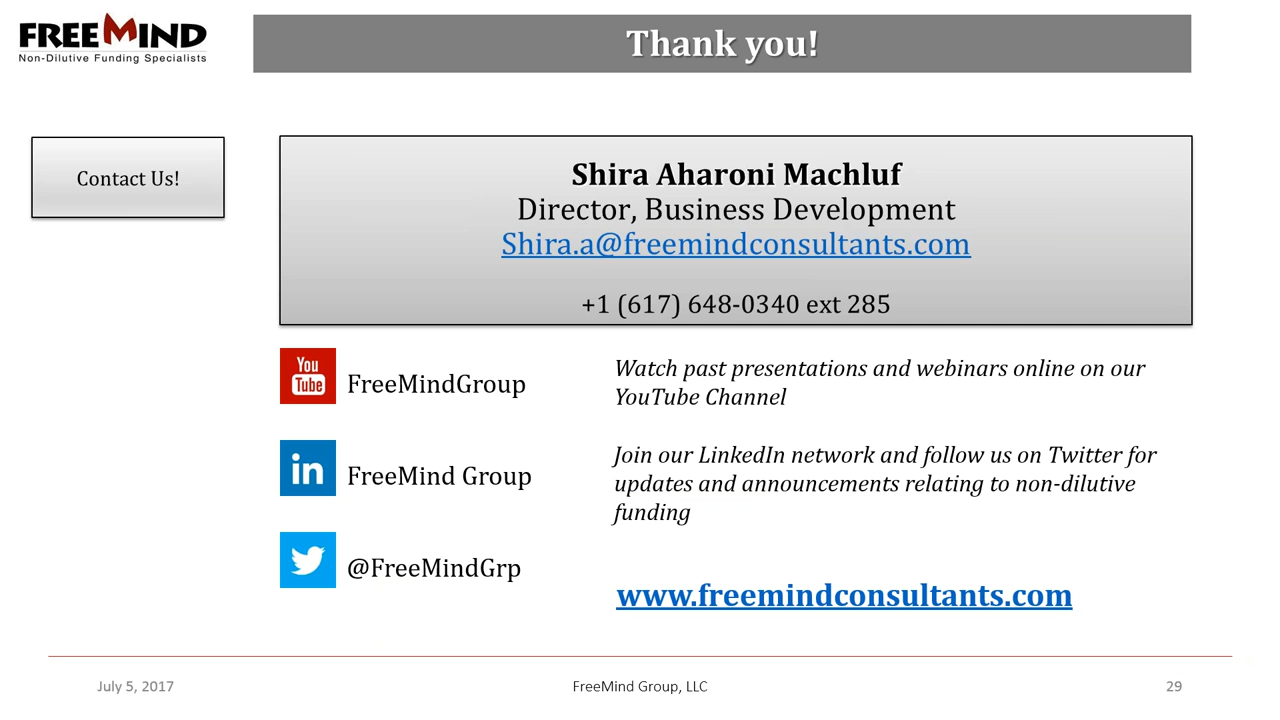 FREEMIND
Non-Dilutive Funding Specialists
Thank you!
Contact Us!
Shira Aharoni Machluf
Director, Business Development
Shira.a@freemindconsultants.com
+1 (617) 648-0340 ext 285
You
Tube
FreeMindGroup
Watch past presentations and webinars online on our
YouTube Channel
in
FreeMind Group
Join our LinkedIn network and follow us on Twitter for
updates and announcements relating to non-dilutive
funding
@FreeMindGrp
www.freemindconsultants.com
July 5, 2017
FreeMind Group, LLC
29